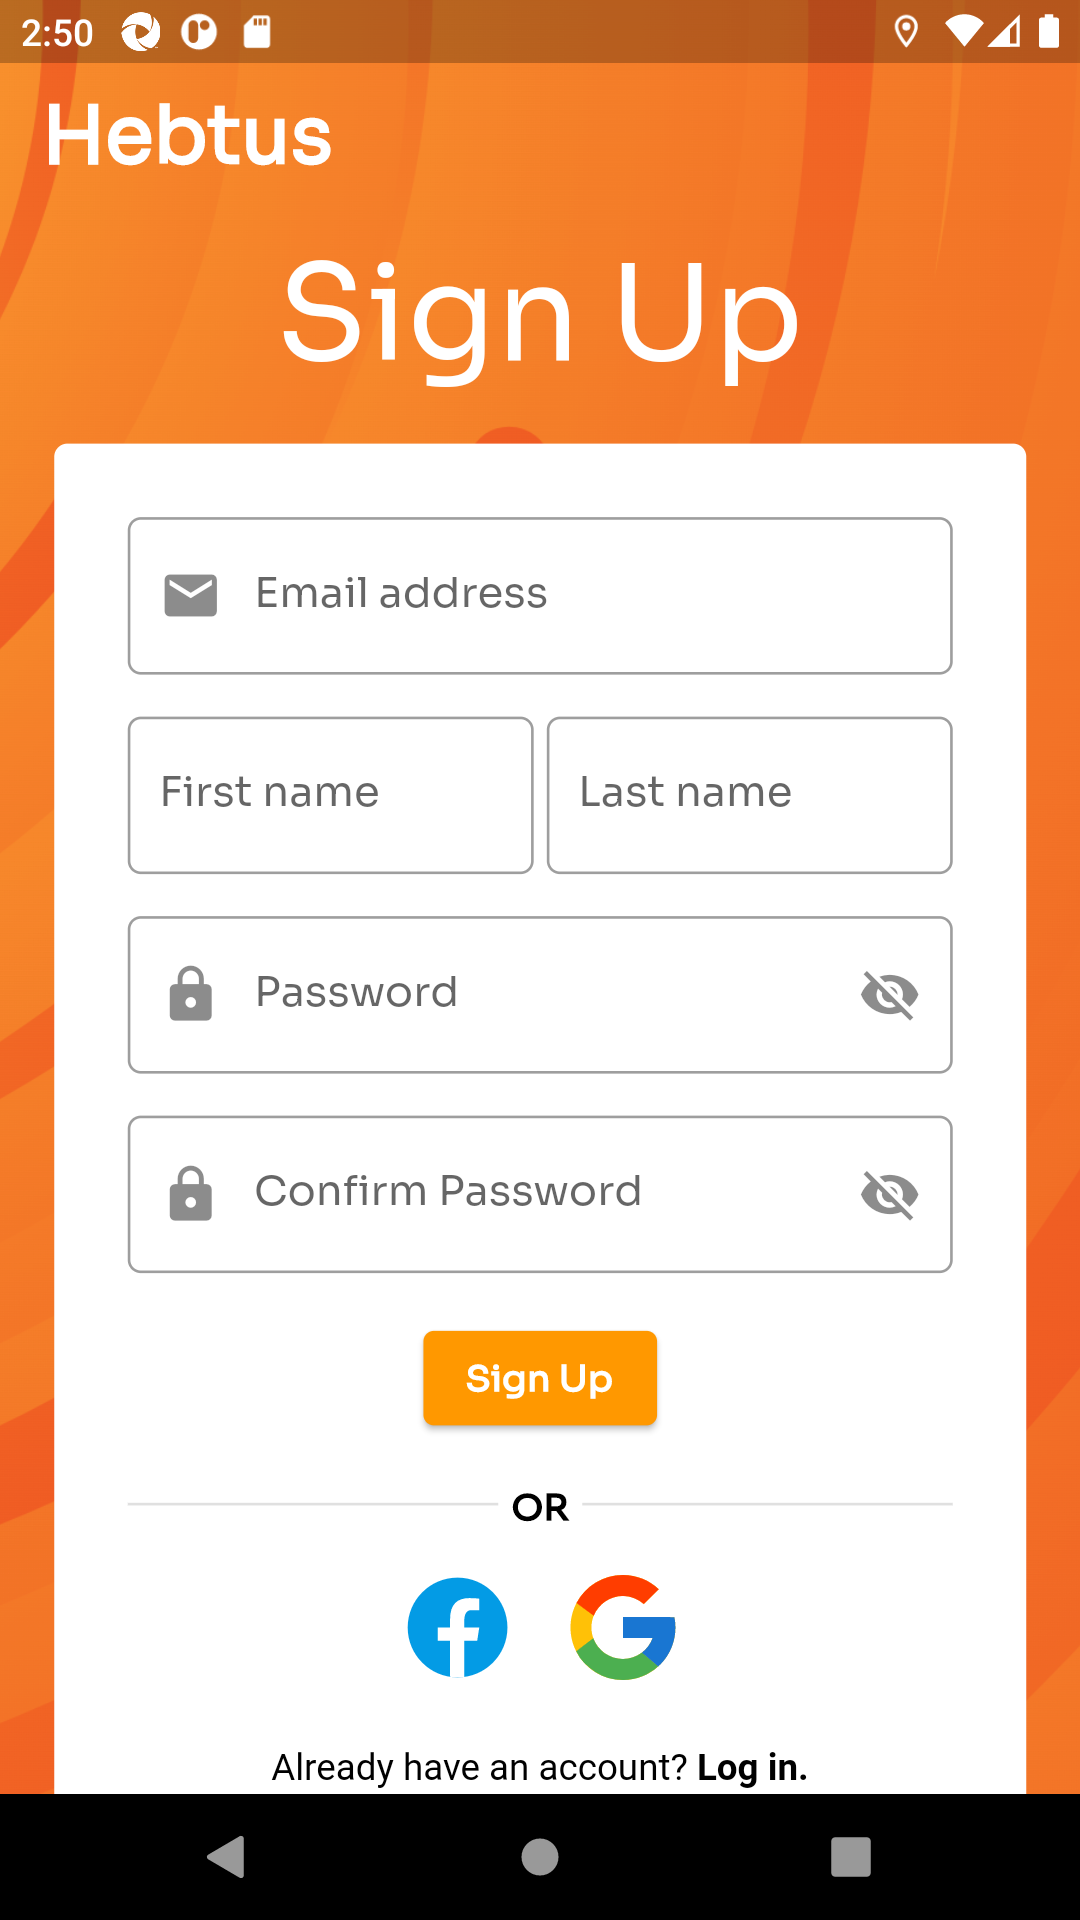 2:50
Hebtus
Sign Up
Email address
First name Last name
Password
Confirm Password
Sign Up
OR
Already have an account? Log in.